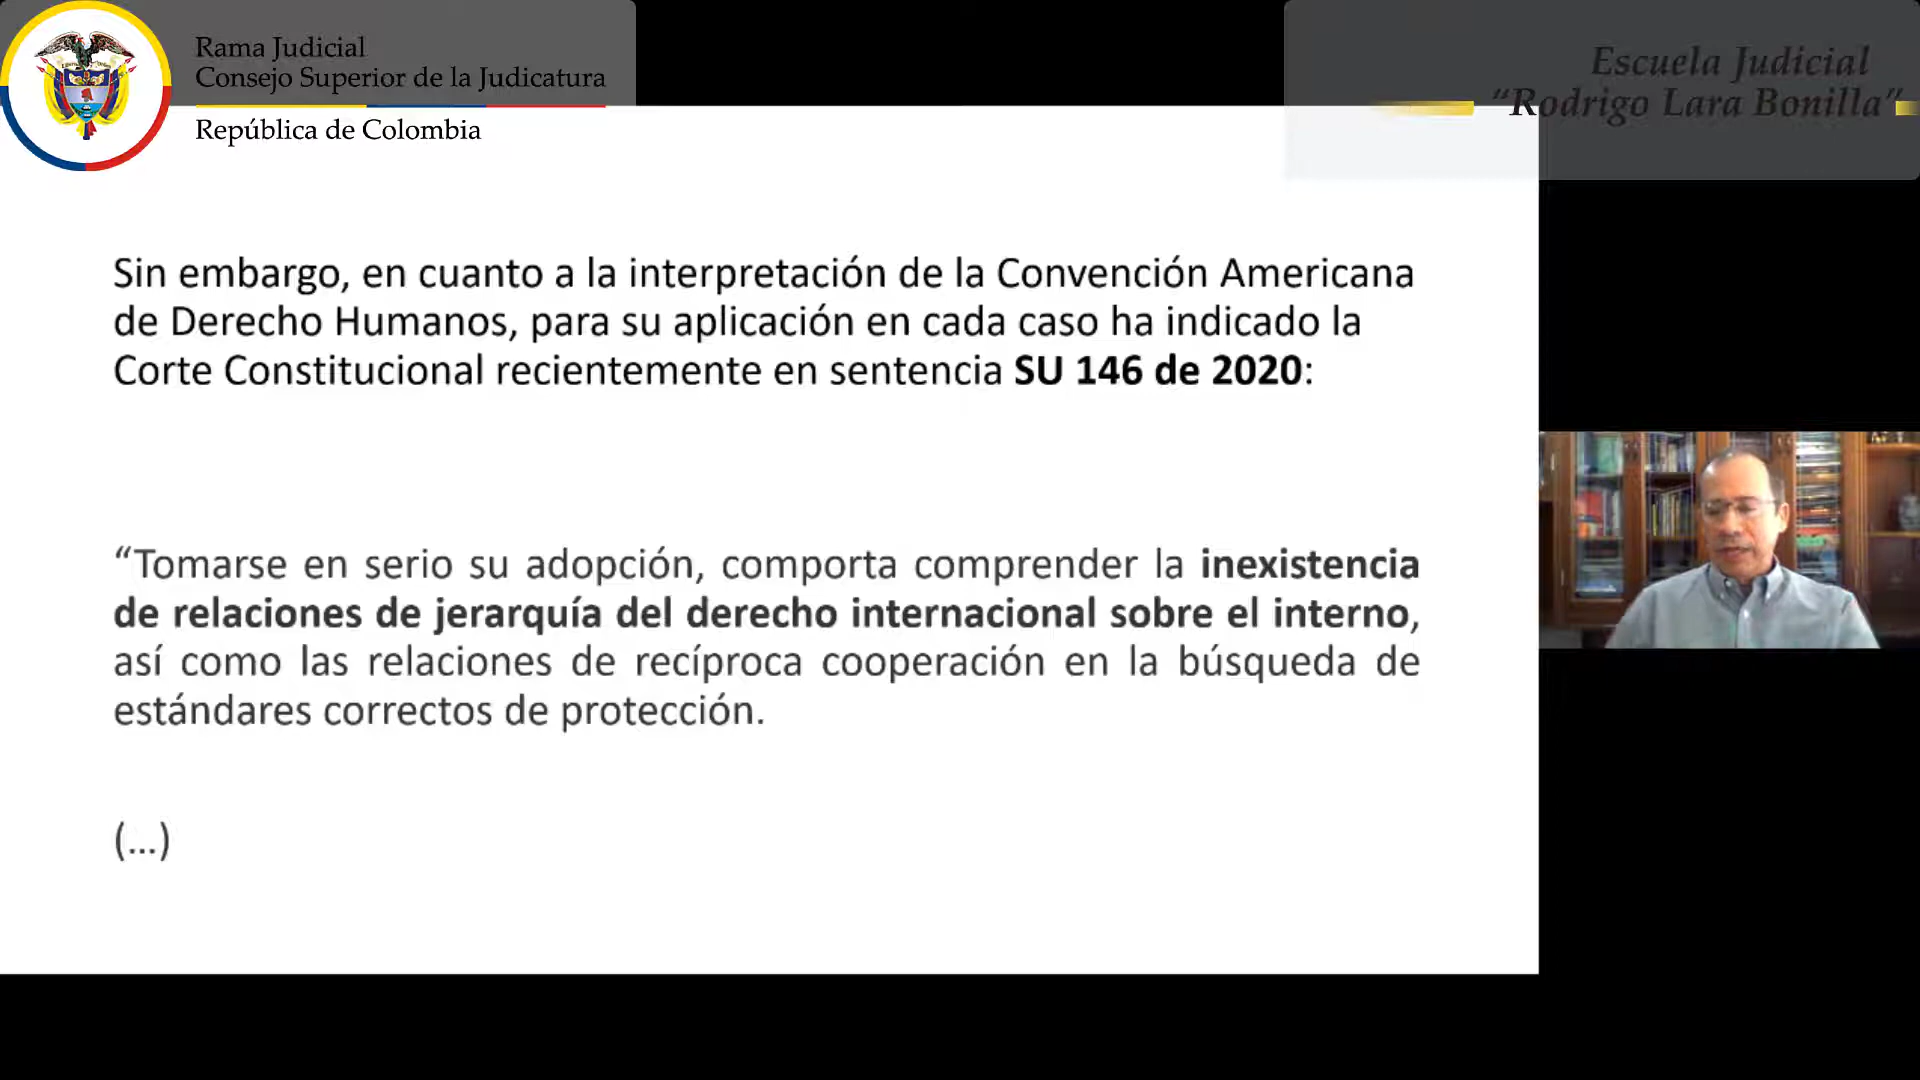 Rama Judicial
Consejo Superior de la Judicatura
República de Colombia
Escuela Judicial
“Rodrigo Lara Bonilla”
Sin embargo, en cuanto a la interpretación de la Convención Americana
de Derecho Humanos, para su aplicación en cada caso ha indicado la
Corte Constitucional recientemente en sentencia SU 146 de 2020:
“Tomarse en serio su adopción, comporta comprender la inexistencia
de relaciones de jerarquía del derecho internacional sobre el interno,
así como las relaciones de recíproca cooperación en la búsqueda de
estándares correctos de protección.
(...)